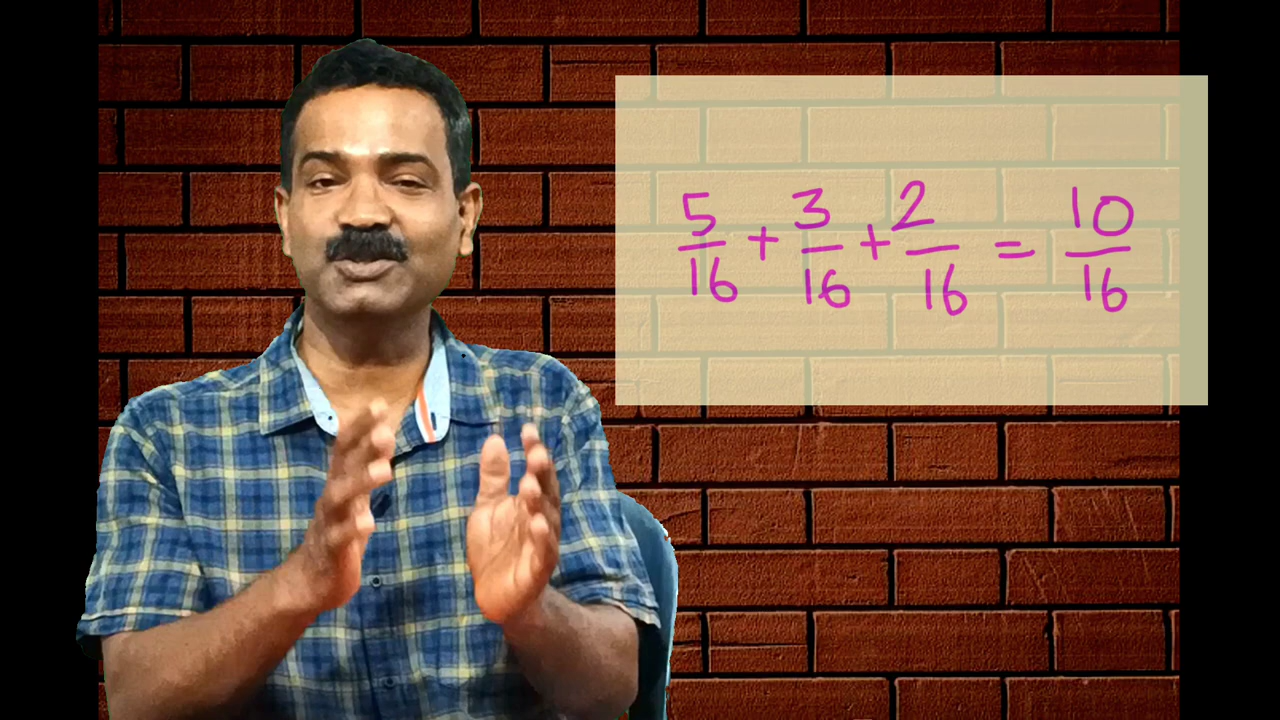 5/16 + 3/16 + 2/16 = 10/16